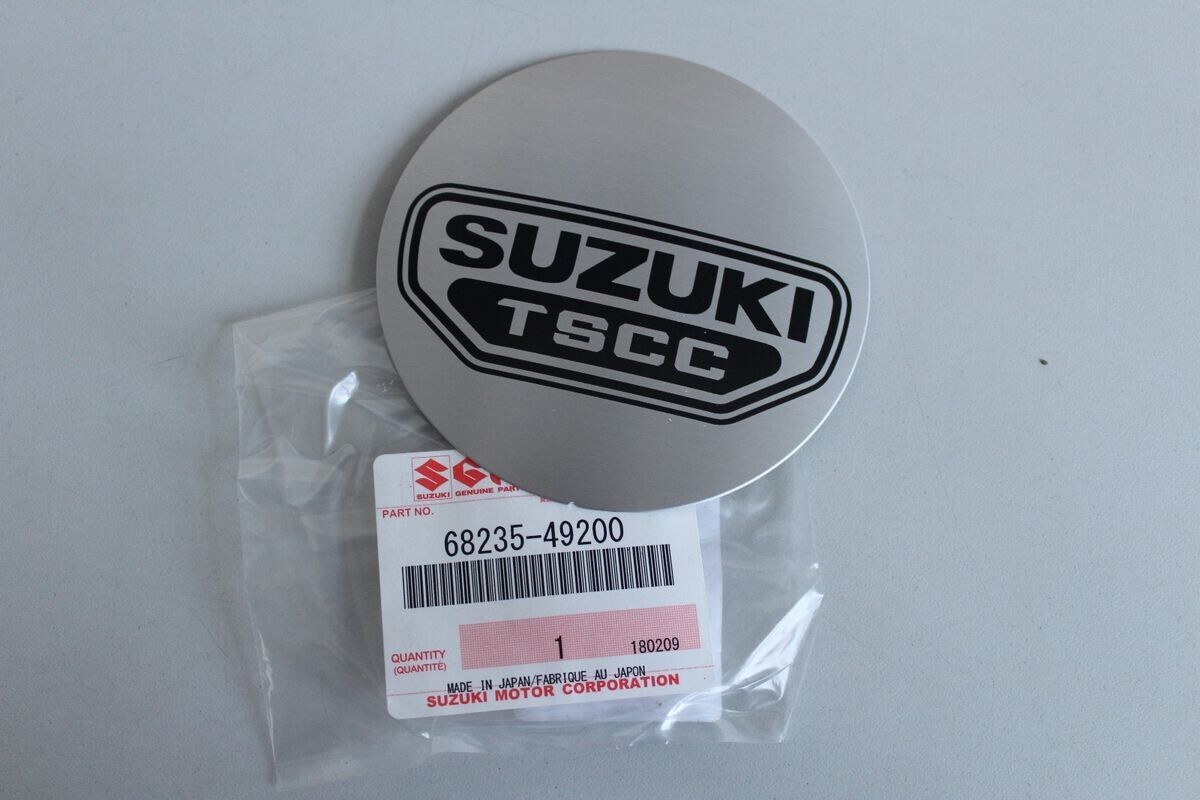 SUZUKI
TSCC
SUZUKI
GENUINE PART
PART NO.
68235-49200
QUANTITY
(QUANTITÉ)
1
180209
MADE IN JAPAN/FABRIQUE AU JAPON
SUZUKI MOTOR CORPORATION